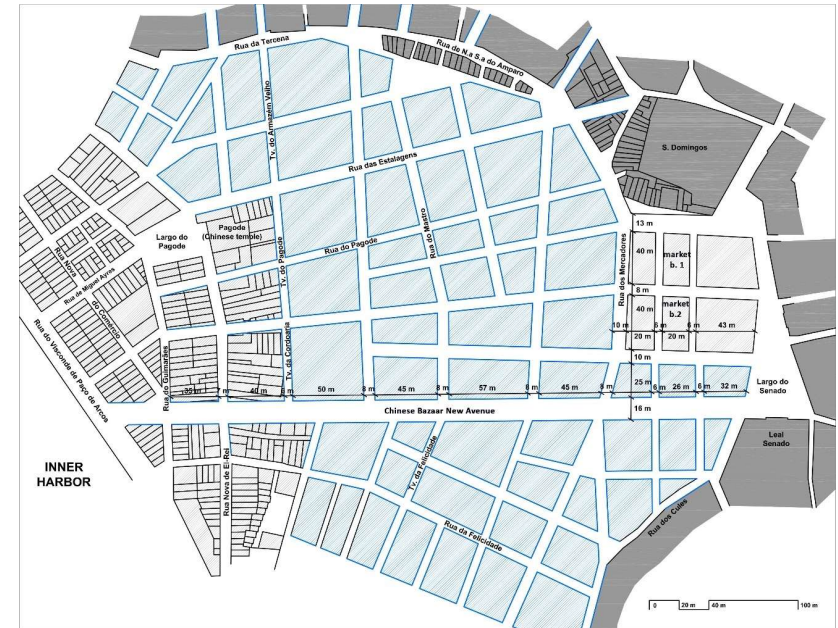 Rua da Tercena
Rua de N.a S.a do Amparo
Tv. do Armazém Velho
S. Domingos
Rua das Estalagens
Pagode
(Chinese temple)
Largo do
Pagode
Rua do Pagode
Rua do Mastro
Tv. do Pagode
Rua dos Mercadores
13 m
40 m
market
b. 1
8 m
40 m
market
b.2
10 m
6 m
6 m
43 m
20 m
20 m
10 m
Rua Nova
do Comércio
Rua de Miguel Ayres
Rua do Visconde de Paço de Arcos
Rua do Guimarães
Tv. da Cordoaria
35 m
7 m
40 m
50 m
8 m
45 m
8 m
57 m
8 m
45 m
8 m
25 m
6 m
26 m
6 m
32 m
Largo do
Senado
16 m
Chinese Bazaar New Avenue
Leal
Senado
INNER
HARBOR
Rua Nova de El-Rei
Tv. da Felicidade
Rua da Felicidade
Rua dos Cules
0
20 m
40 m
100 m